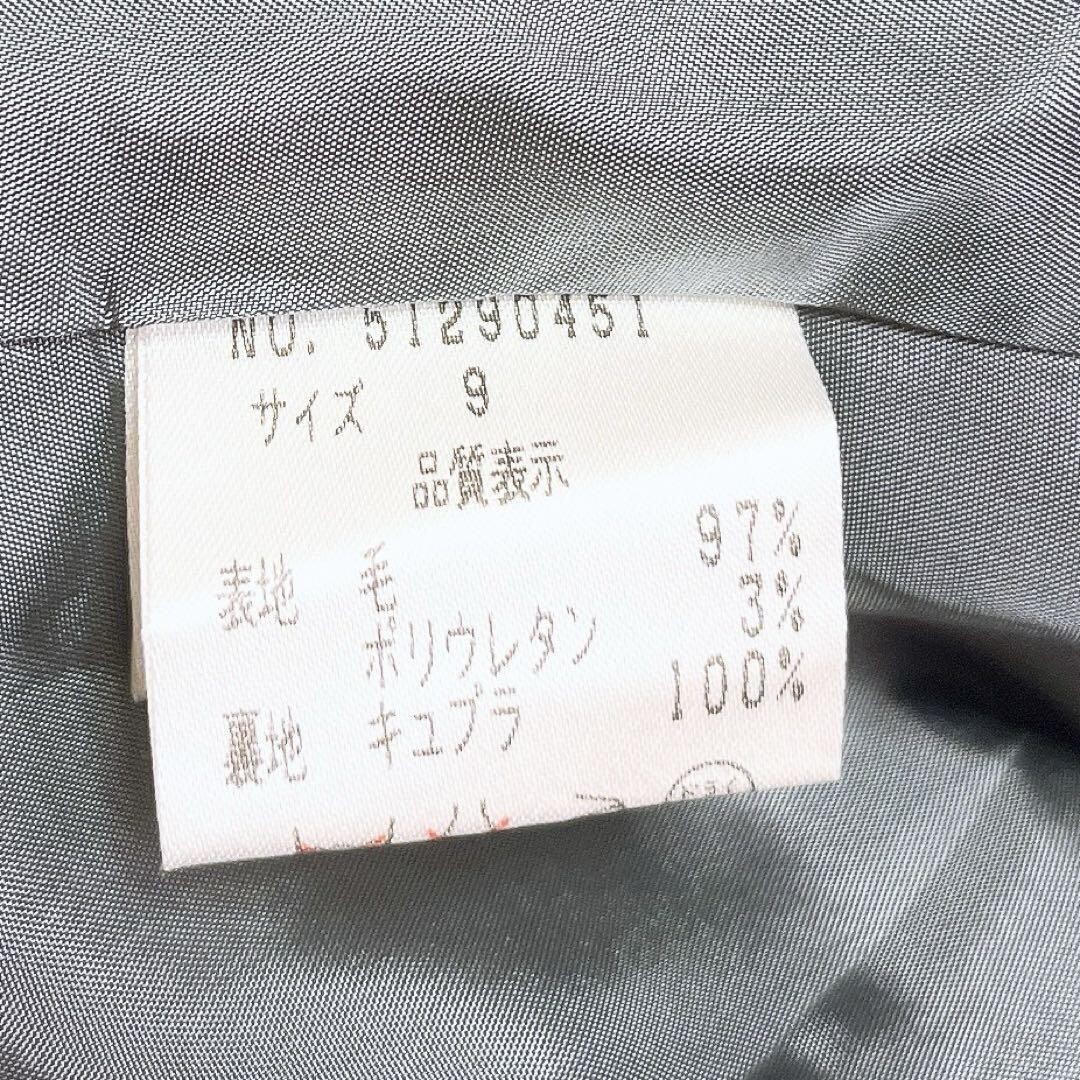 NO. 51290451
サイズ 9
品質表示
表地 毛 97%
ポリウレタン 3%
裏地 キュプラ 100%